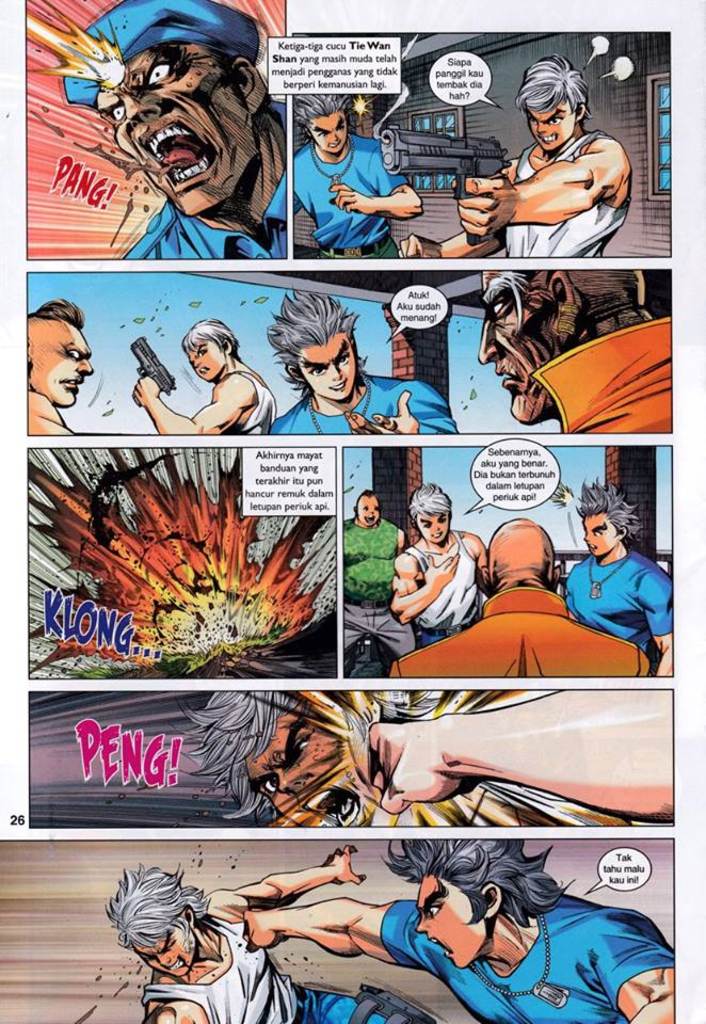 PANG!
Ketiga-tiga cucu Tie Wan
Shan yang masih muda telah
menjadi pengganas yang tidak
berperi kemanusian lagi.
Siapa
panggil kau
tembak dia
hah?
Atuk!
Aku sudah
menang!
Akhirnya mayat
banduan yang
terakhir itu pun
hancur remuk dalam
letupan periuk api.
KLONG...
Sebenarnya,
aku yang benar.
Dia bukan terbunuh
dalam letupan
periuk api!
PENG!
26
Tak
tahu malu
kau ini!